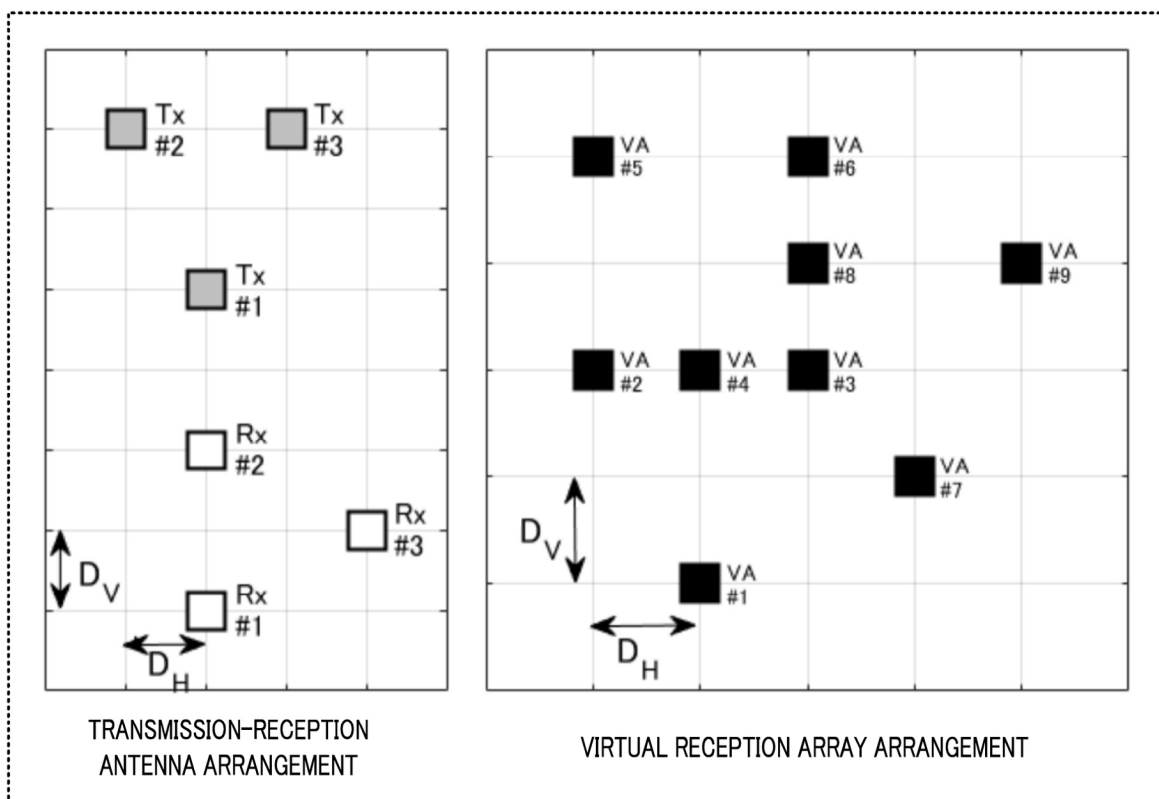 Tx
#2
Tx
#3
Tx
#1
Rx
#2
Rx
#3
D V
Rx
#1
D H
TRANSMISSION-RECEPTION
ANTENNA ARRANGEMENT
VA
#5
VA
#6
VA
#8
VA
#9
VA
#2
VA
#4
VA
#3
VA
#7
D V
VA
#1
D H
VIRTUAL RECEPTION ARRAY ARRANGEMENT